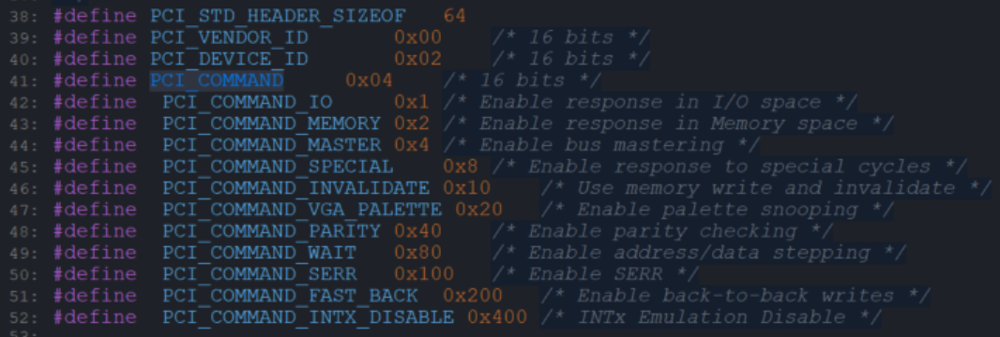 38: #define PCI_STD_HEADER_SIZEOF 64
39: #define PCI_VENDOR_ID 0x00 /* 16 bits */
40: #define PCI_DEVICE_ID 0x02 /* 16 bits */
41: #define PCI_COMMAND 0x04 /* 16 bits */
42: #define PCI_COMMAND_IO 0x1 /* Enable response in I/O space */
43: #define PCI_COMMAND_MEMORY 0x2 /* Enable response in Memory space */
44: #define PCI_COMMAND_MASTER 0x4 /* Enable bus mastering */
45: #define PCI_COMMAND_SPECIAL 0x8 /* Enable response to special cycles */
46: #define PCI_COMMAND_INVALIDATE 0x10 /* Use memory write and invalidate */
47: #define PCI_COMMAND_VGA_PALETTE 0x20 /* Enable palette snooping */
48: #define PCI_COMMAND_PARITY 0x40 /* Enable parity checking */
49: #define PCI_COMMAND_WAIT 0x80 /* Enable address/data stepping */
50: #define PCI_COMMAND_SERR 0x100 /* Enable SERR */
51: #define PCI_COMMAND_FAST_BACK 0x200 /* Enable back-to-back writes */
52: #define PCI_COMMAND_INTX_DISABLE 0x400 /* INTx Emulation Disable */